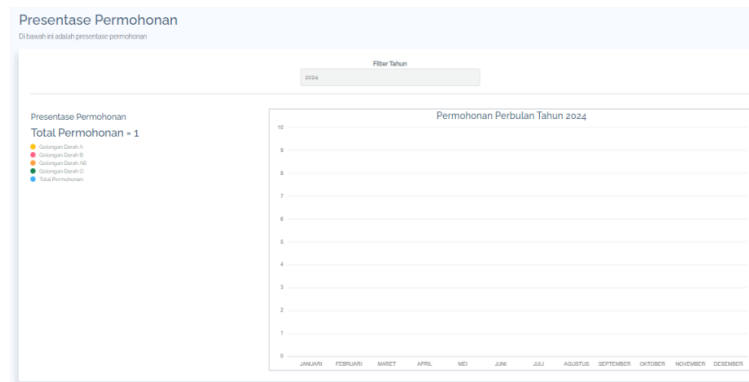 Presentase Permohonan
Di bawah ini adalah presentase permohonan
Filter Tahun
2024
Presentase Permohonan
Total Permohonan = 1
Golongan Darah A
Golongan Darah B
Golongan Darah AB
Golongan Darah O
Total Permohonan
Permohonan Perbulan Tahun 2024
10
9
8
7
6
5
4
3
2
1
0
JANUARI FEBRUARI MARET APRIL MEI JUNI JULI AGUSTUS SEPTEMBER OKTOBER NOVEMBER DESEMBER